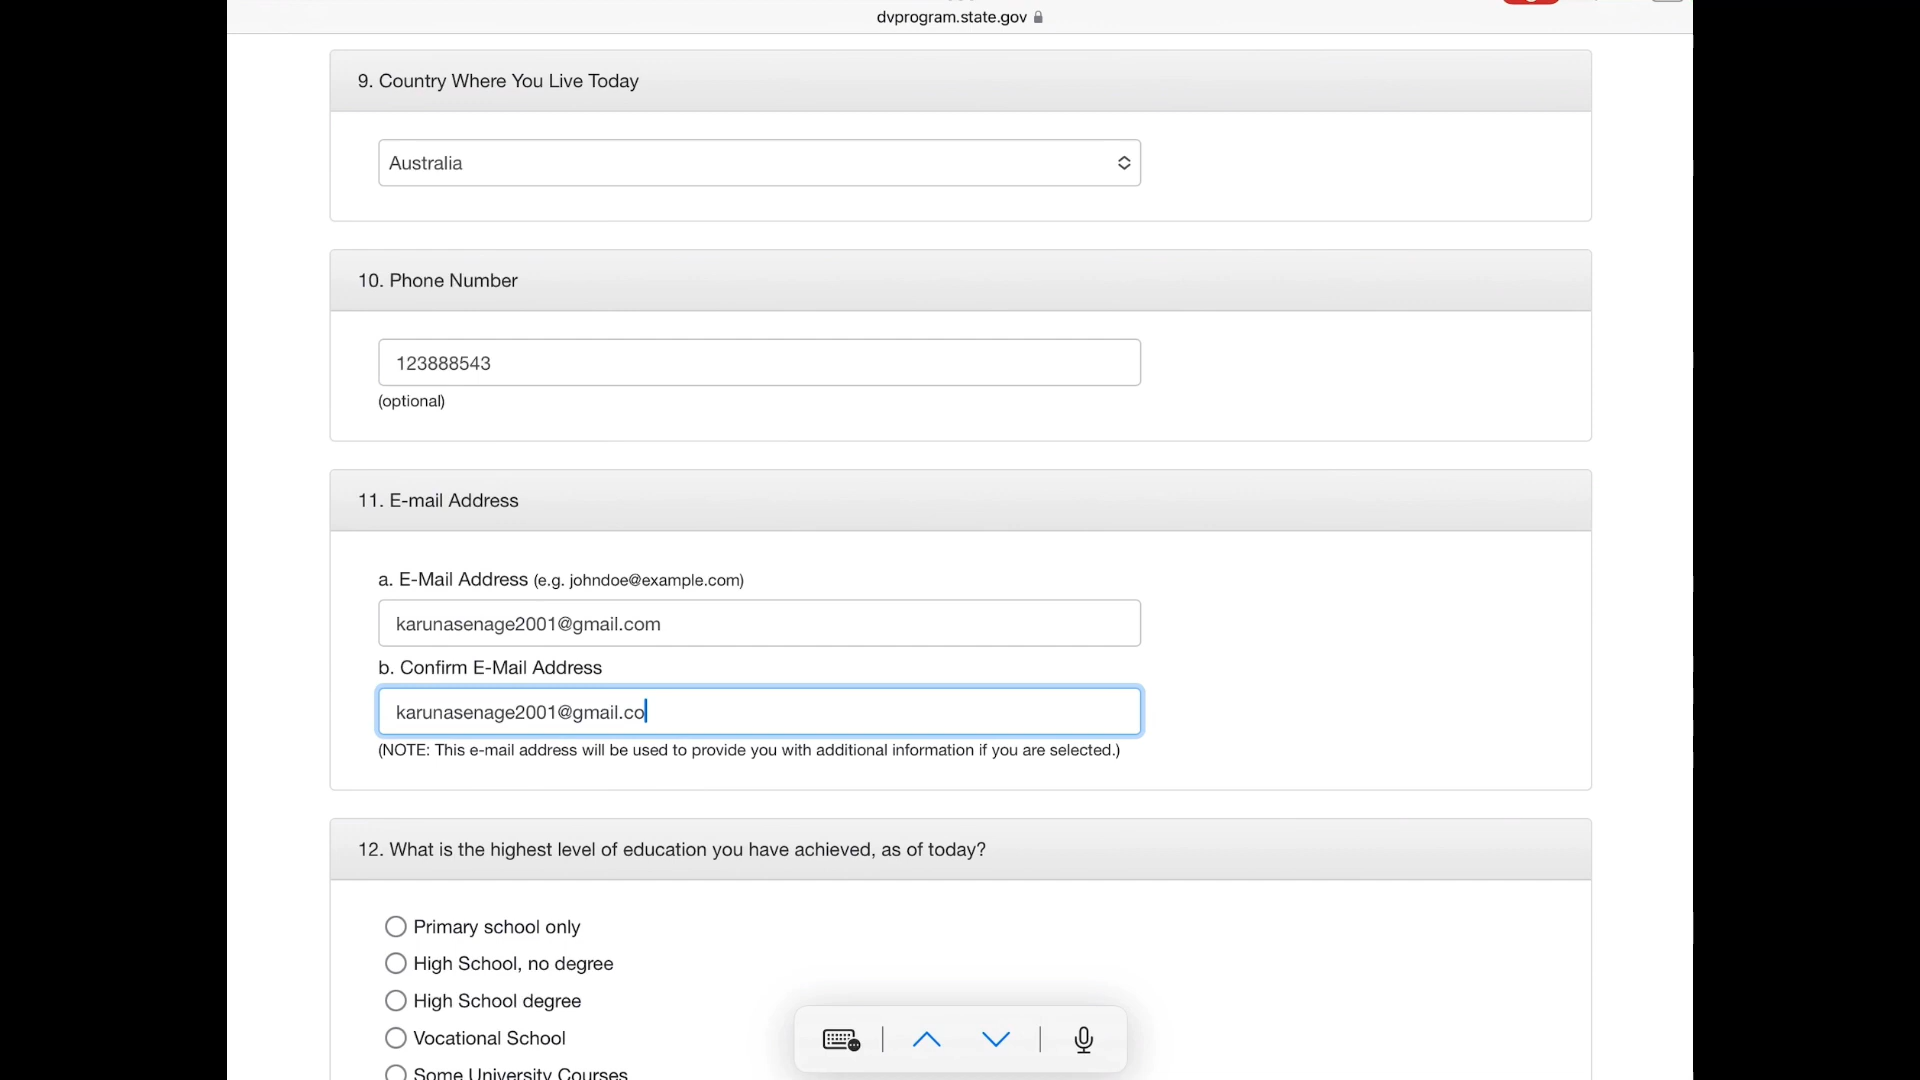 dvprogram.state.gov
9. Country Where You Live Today
Australia
10. Phone Number
123888543
(optional)
11. E-mail Address
a. E-Mail Address (e.g. johndoe@example.com)
karunasenage2001@gmail.com
b. Confirm E-Mail Address
karunasenage2001@gmail.co
(NOTE: This e-mail address will be used to provide you with additional information if you are selected.)
12. What is the highest level of education you have achieved, as of today?
Primary school only
High School, no degree
High School degree
Vocational School
Some University Courses